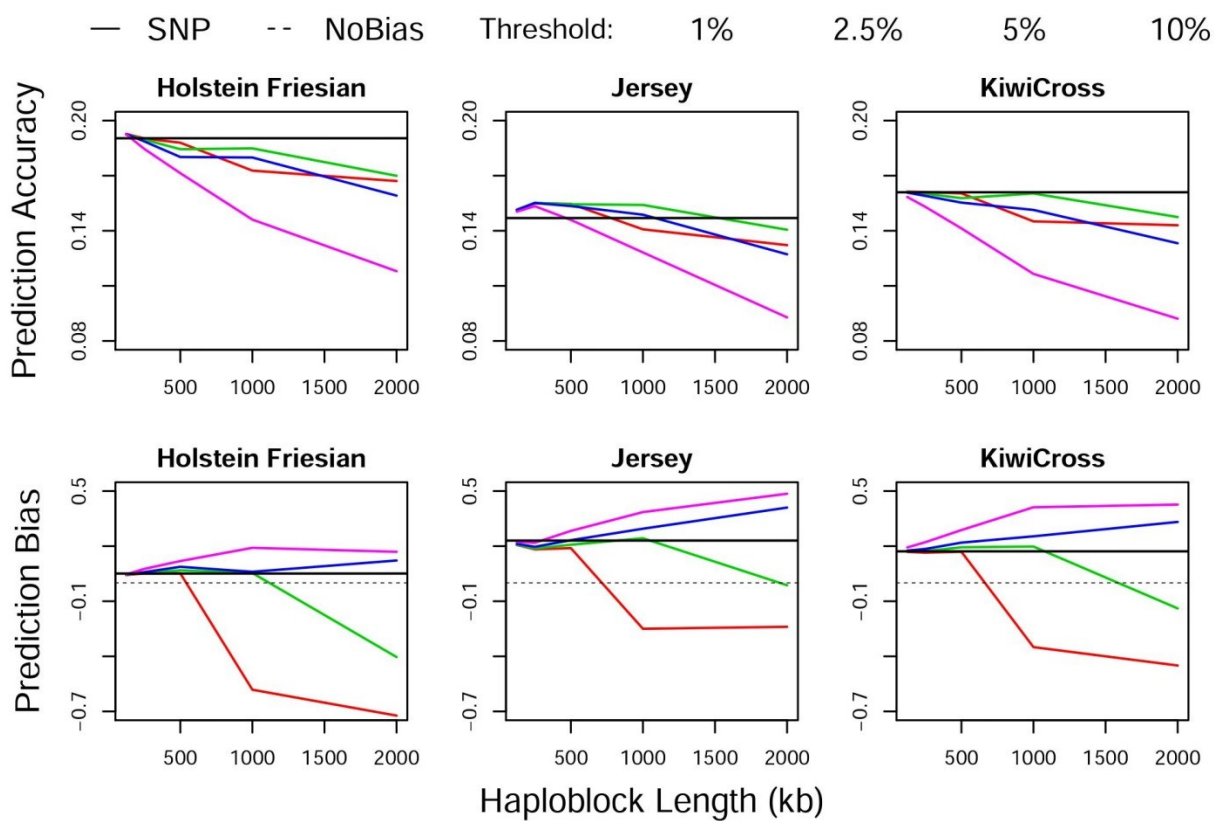 SNP NoBias Threshold: 1% 2.5% 5% 10%
Holstein Friesian Jersey KiwiCross
Prediction Accuracy
0.20 0.20 0.20
0.14 0.14 0.14
0.08 0.08 0.08
500 1000 1500 2000 500 1000 1500 2000 500 1000 1500 2000
Holstein Friesian Jersey KiwiCross
Prediction Bias
0.5 0.5 0.5
-0.1 -0.1 -0.1
-0.7 -0.7 -0.7
500 1000 1500 2000 500 1000 1500 2000 500 1000 1500 2000
Haploblock Length (kb)